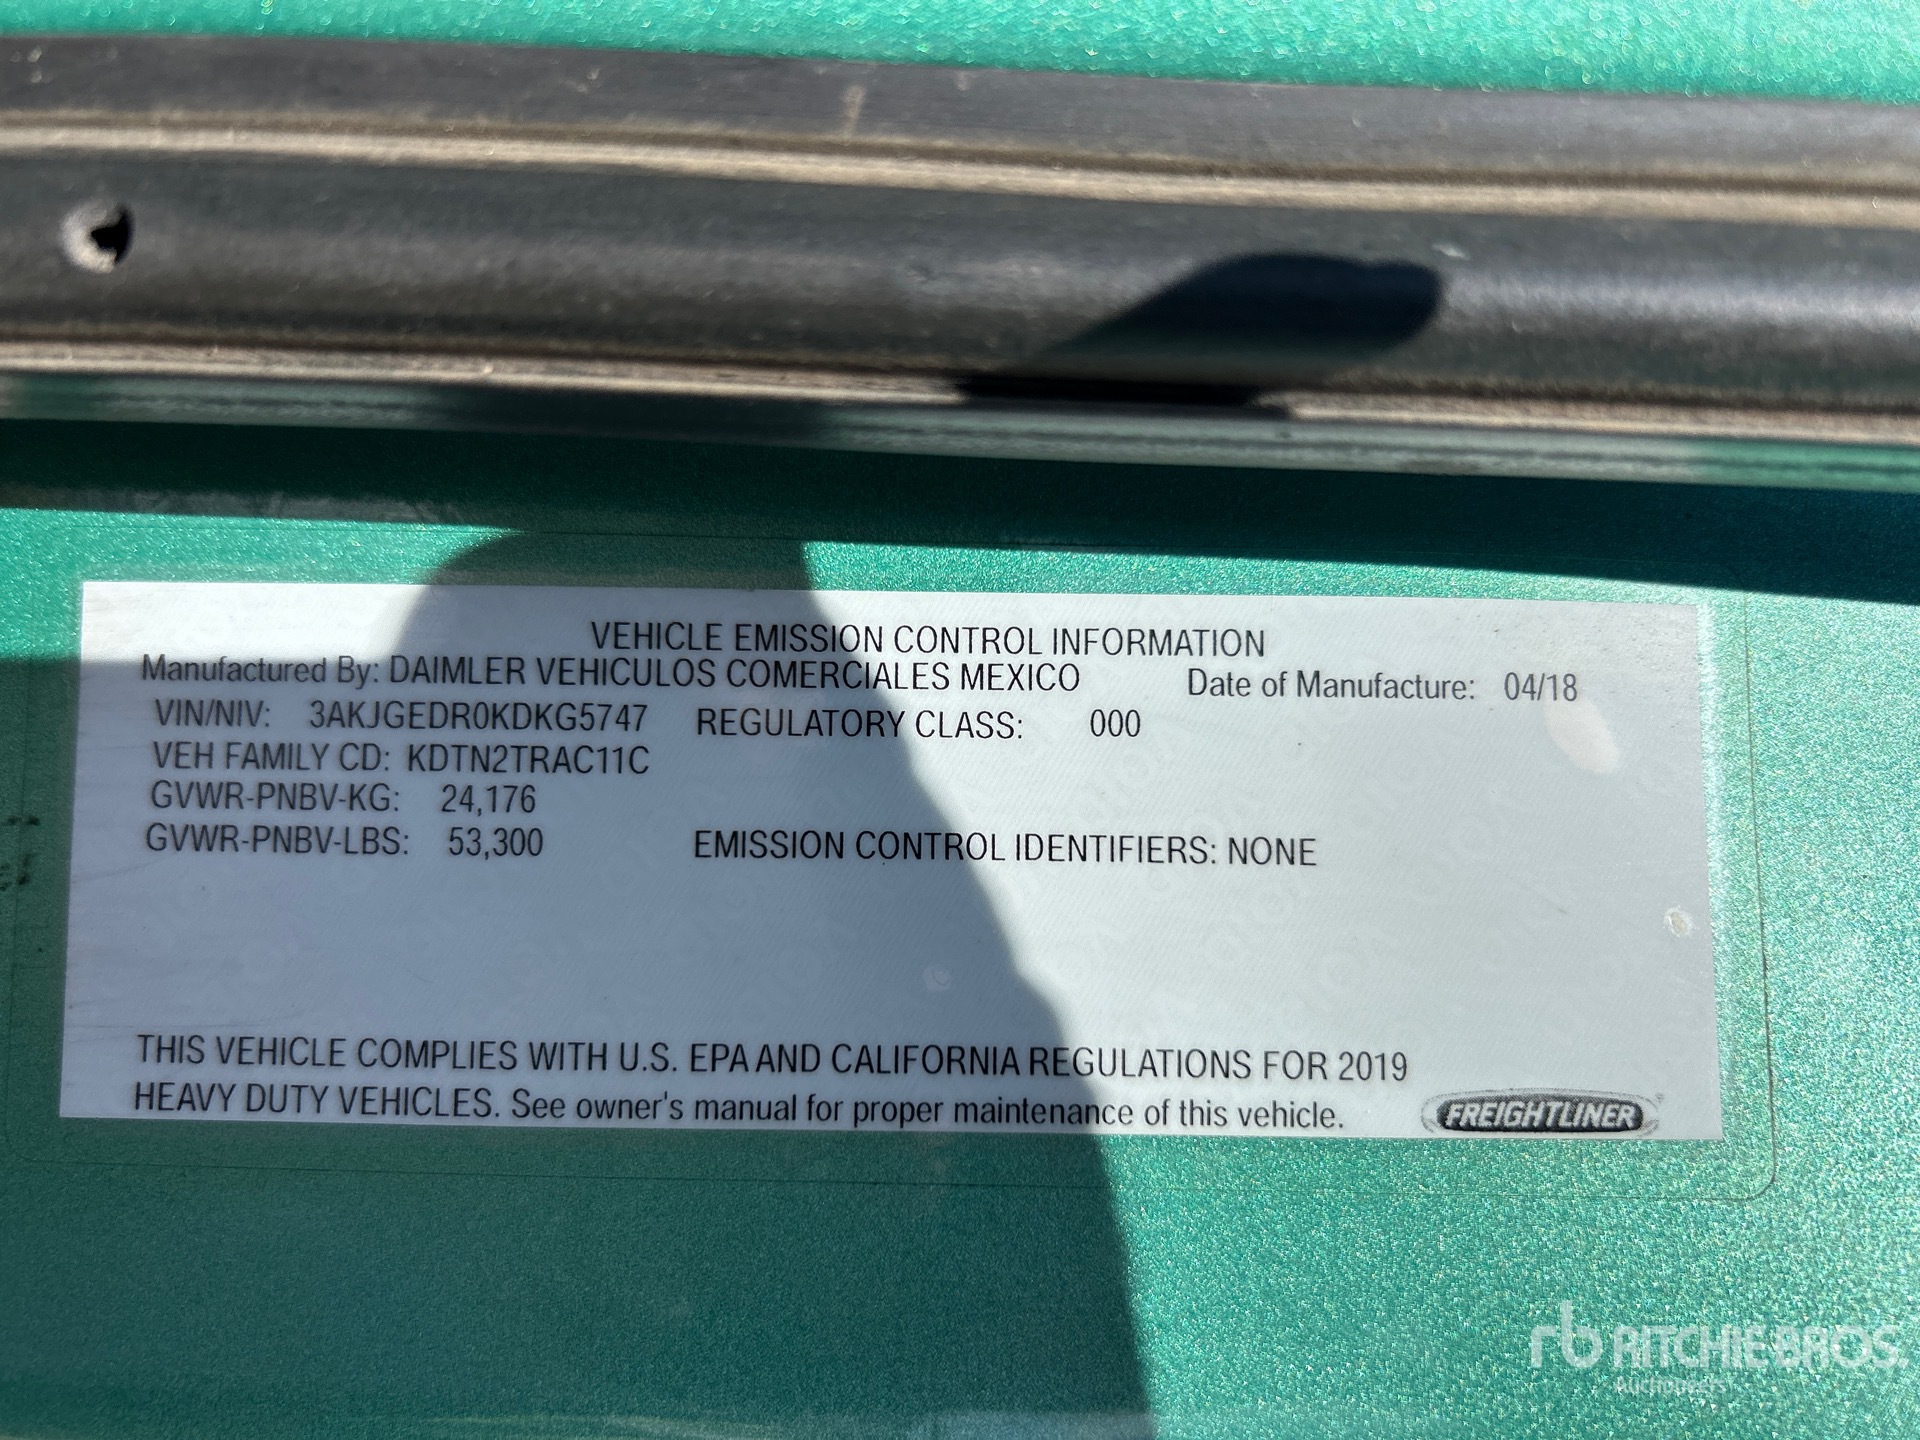 VEHICLE EMISSION CONTROL INFORMATION
Manufactured By: DAIMLER VEHICULOS COMERCIALES MEXICO Date of Manufacture: 04/18
VIN/NIV: 3AKJGEDR0KDKG5747 REGULATORY CLASS: 000
VEH FAMILY CD: KDTN2TRAC11C
GVWR-PNBV-KG: 24,176
GVWR-PNBV-LBS: 53,300 EMISSION CONTROL IDENTIFIERS: NONE
THIS VEHICLE COMPLIES WITH U.S. EPA AND CALIFORNIA REGULATIONS FOR 2019
HEAVY DUTY VEHICLES. See owner's manual for proper maintenance of this vehicle.
FREIGHTLINER
rb RITCHIE BROS.
Auctioneers